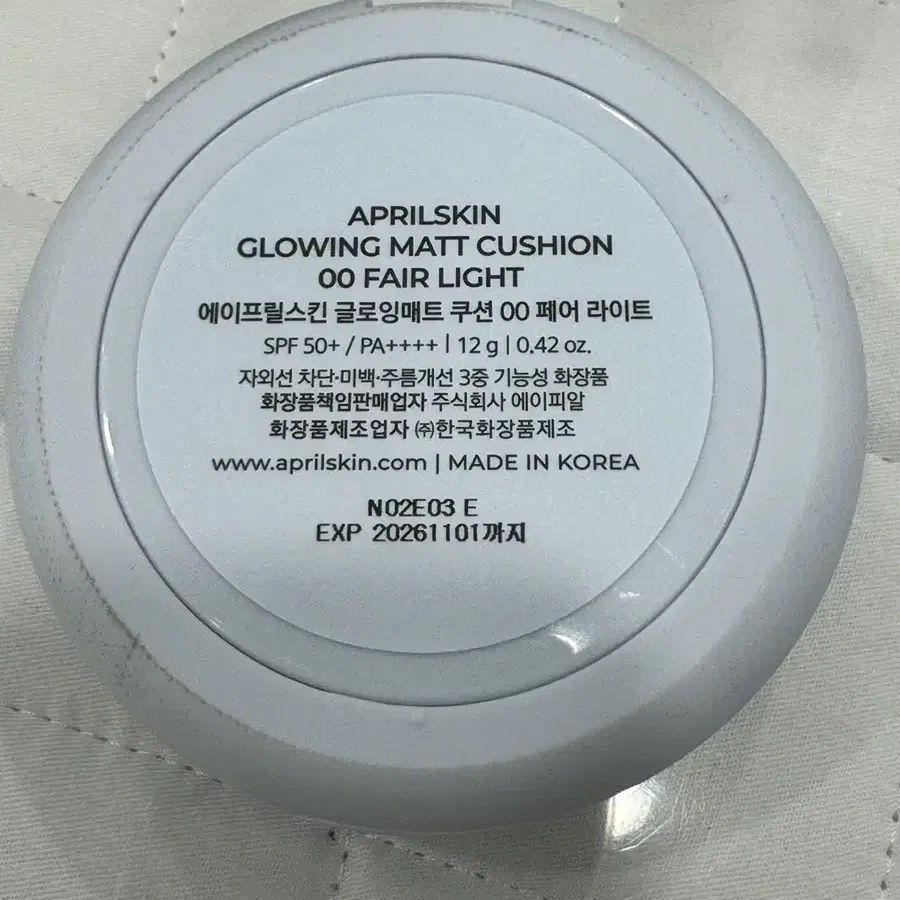 APRILSKIN
GLOWING MATT CUSHION
00 FAIR LIGHT
에이프릴스킨 글로잉매트 쿠션 00 페어 라이트
SPF 50+ / PA++++ | 12 g | 0.42 oz.
자외선 차단·미백·주름개선 3중 기능성 화장품
화장품책임판매업자 주식회사 에이피알
화장품제조업자 ㈜한국화장품제조
www.aprilskin.com | MADE IN KOREA
N02E03 E
EXP 20261101까지